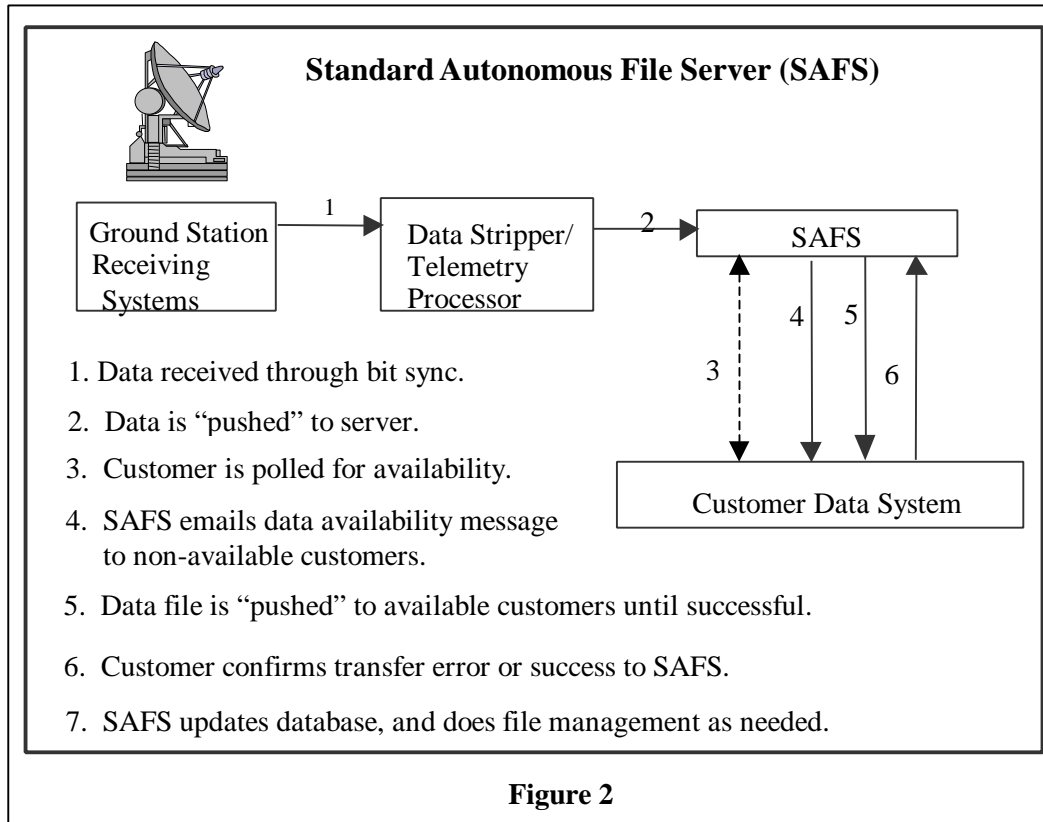 Standard Autonomous File Server (SAFS)
1
2
Ground Station
Receiving
Systems
Data Stripper/
Telemetry
Processor
SAFS
3
4
5
6
Customer Data System
1. Data received through bit sync.
2. Data is “pushed” to server.
3. Customer is polled for availability.
4. SAFS emails data availability message
to non-available customers.
5. Data file is “pushed” to available customers until successful.
6. Customer confirms transfer error or success to SAFS.
7. SAFS updates database, and does file management as needed.
Figure 2